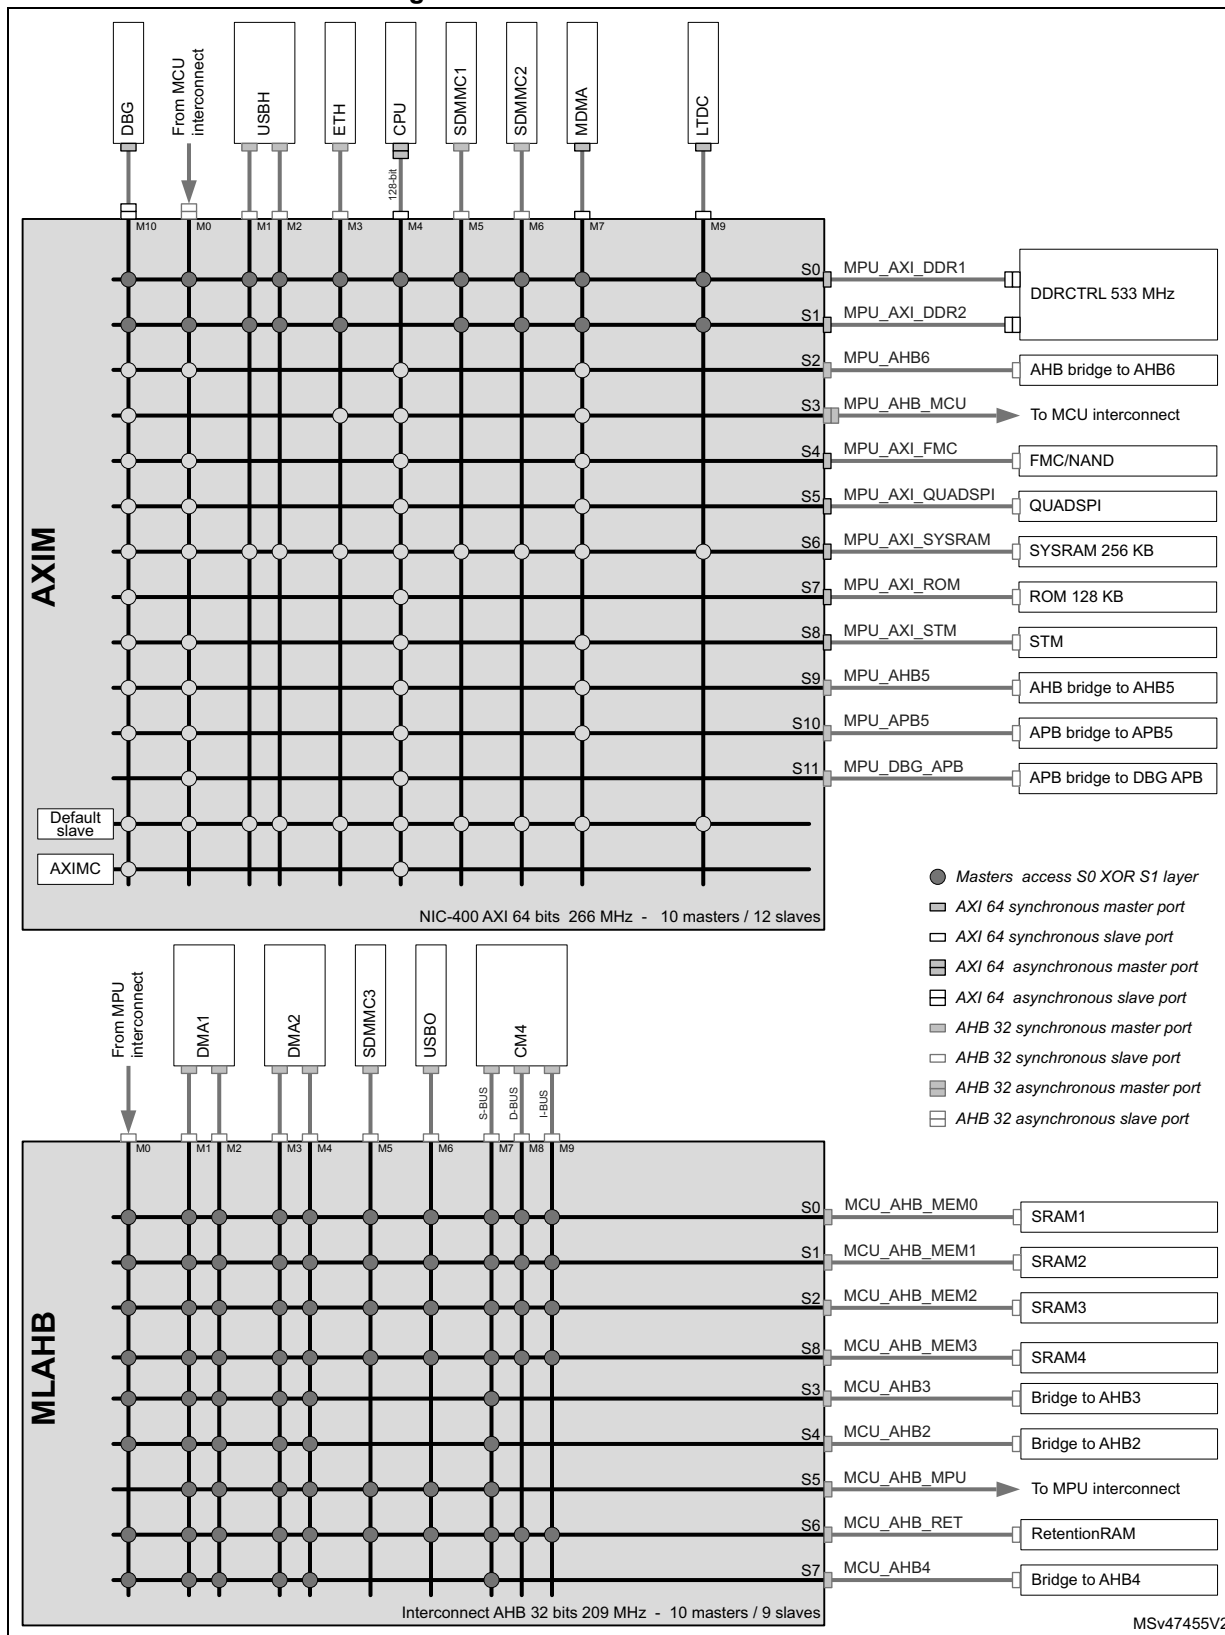 DBG
From MCU
interconnect
USBH
ETH
CPU
SDMMC1
SDMMC2
MDMA
LTDC
128-bit
M10
M0
M1
M2
M3
M4
M5
M6
M7
M9
S0
MPU_AXI_DDR1
DDRCTRL 533 MHz
S1
MPU_AXI_DDR2
S2
MPU_AHB6
AHB bridge to AHB6
S3
MPU_AHB_MCU
To MCU interconnect
S4
MPU_AXI_FMC
FMC/NAND
S5
MPU_AXI_QUADSPI
QUADSPI
AXIM
S6
MPU_AXI_SYSRAM
SYSRAM 256 KB
S7
MPU_AXI_ROM
ROM 128 KB
S8
MPU_AXI_STM
STM
S9
MPU_AHB5
AHB bridge to AHB5
S10
MPU_APB5
APB bridge to APB5
S11
MPU_DBG_APB
APB bridge to DBG APB
Default
slave
AXIMC
NIC-400 AXI 64 bits 266 MHz - 10 masters / 12 slaves
Masters access S0 XOR S1 layer
AXI 64 synchronous master port
AXI 64 synchronous slave port
AXI 64 asynchronous master port
AXI 64 asynchronous slave port
AHB 32 synchronous master port
AHB 32 synchronous slave port
AHB 32 asynchronous master port
AHB 32 asynchronous slave port
From MPU
interconnect
DMA1
DMA2
SDMMC3
USBO
CM4
S-BUS
D-BUS
I-BUS
M0
M1
M2
M3
M4
M5
M6
M7
M8
M9
S0
MCU_AHB_MEM0
SRAM1
S1
MCU_AHB_MEM1
SRAM2
S2
MCU_AHB_MEM2
SRAM3
MLAHB
S8
MCU_AHB_MEM3
SRAM4
S3
MCU_AHB3
Bridge to AHB3
S4
MCU_AHB2
Bridge to AHB2
S5
MCU_AHB_MPU
To MPU interconnect
S6
MCU_AHB_RET
RetentionRAM
S7
MCU_AHB4
Bridge to AHB4
Interconnect AHB 32 bits 209 MHz - 10 masters / 9 slaves
MSv47455V2